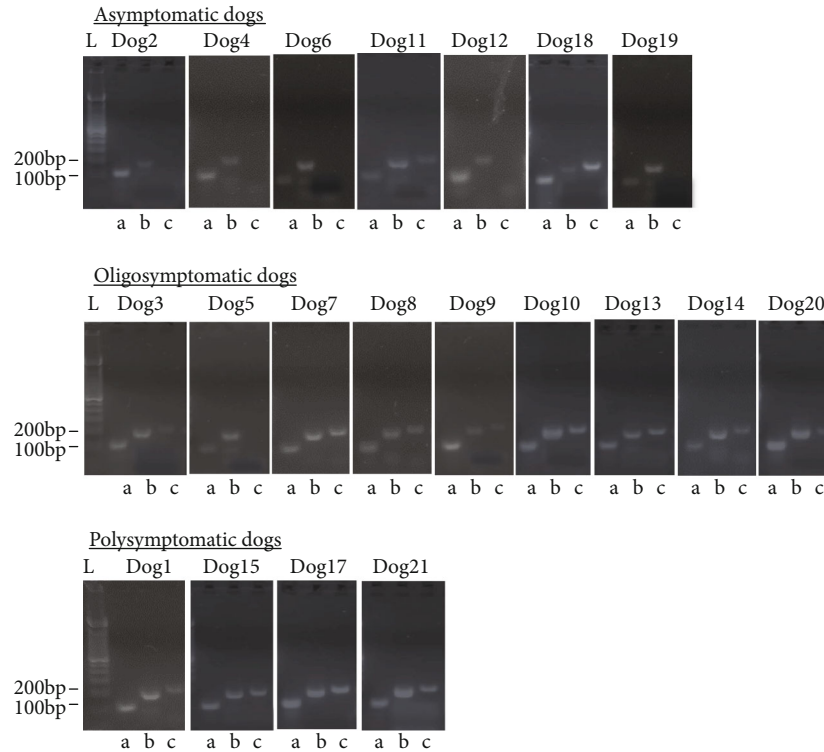 Asymptomatic dogs
L Dog2 Dog4 Dog6 Dog11 Dog12 Dog18 Dog19
200bp
100bp
a b c a b c a b c a b c a b c a b c a b c
Oligosymptomatic dogs
L Dog3 Dog5 Dog7 Dog8 Dog9 Dog10 Dog13 Dog14 Dog20
200bp
100bp
a b c a b c a b c a b c a b c a b c a b c a b c a b c
Polysymptomatic dogs
L Dog1 Dog15 Dog17 Dog21
200bp
100bp
a b c a b c a b c a b c